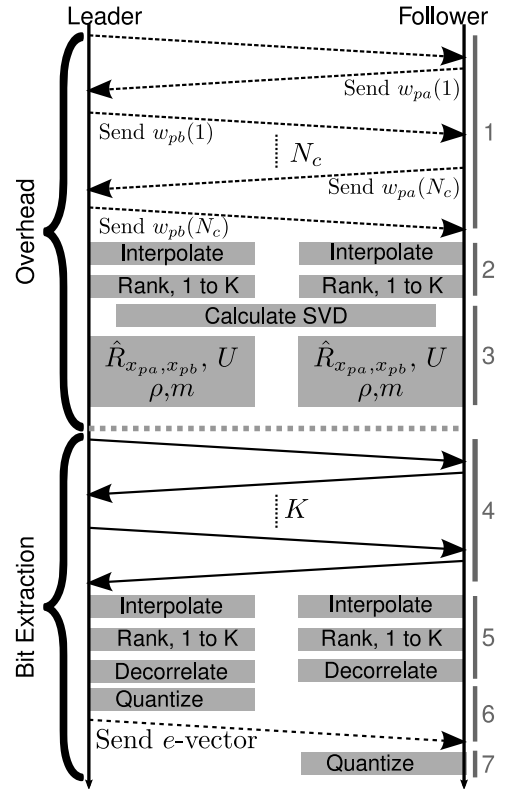 Leader Follower
Send w_{pa}(1)
Send w_{pb}(1)
N_c
1
Send w_{pa}(N_c)
Send w_{pb}(N_c)
Overhead
Interpolate Interpolate
2
Rank, 1 to K Rank, 1 to K
Calculate SVD
\hat{R}_{x_{pa},x_{pb}}, U \hat{R}_{x_{pa},x_{pb}}, U
3
ρ,m ρ,m
K
4
Bit Extraction
Interpolate Interpolate
Rank, 1 to K Rank, 1 to K
5
Decorrelate Decorrelate
Quantize
6
Send e-vector
Quantize
7